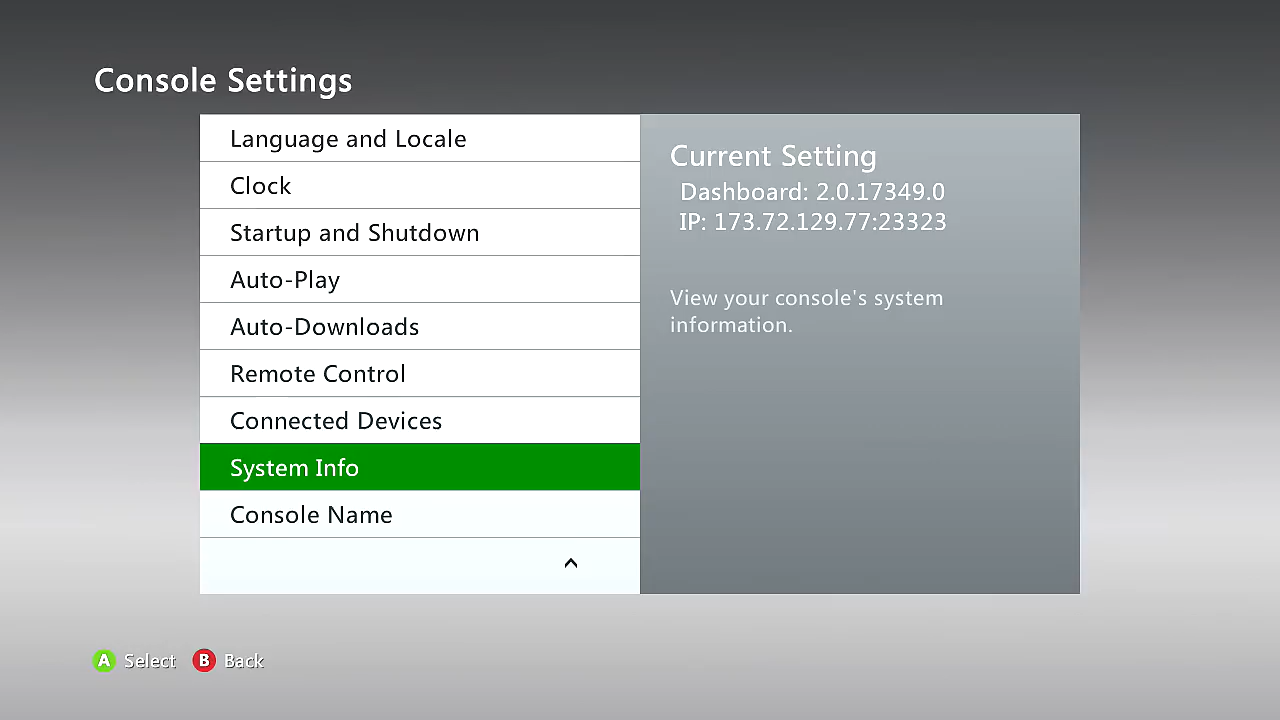 Console Settings
Language and Locale
Clock
Startup and Shutdown
Auto-Play
Auto-Downloads
Remote Control
Connected Devices
System Info
Console Name
Current Setting
Dashboard: 2.0.17349.0
IP: 173.72.129.77:23323
View your console's system
information.
A Select B Back